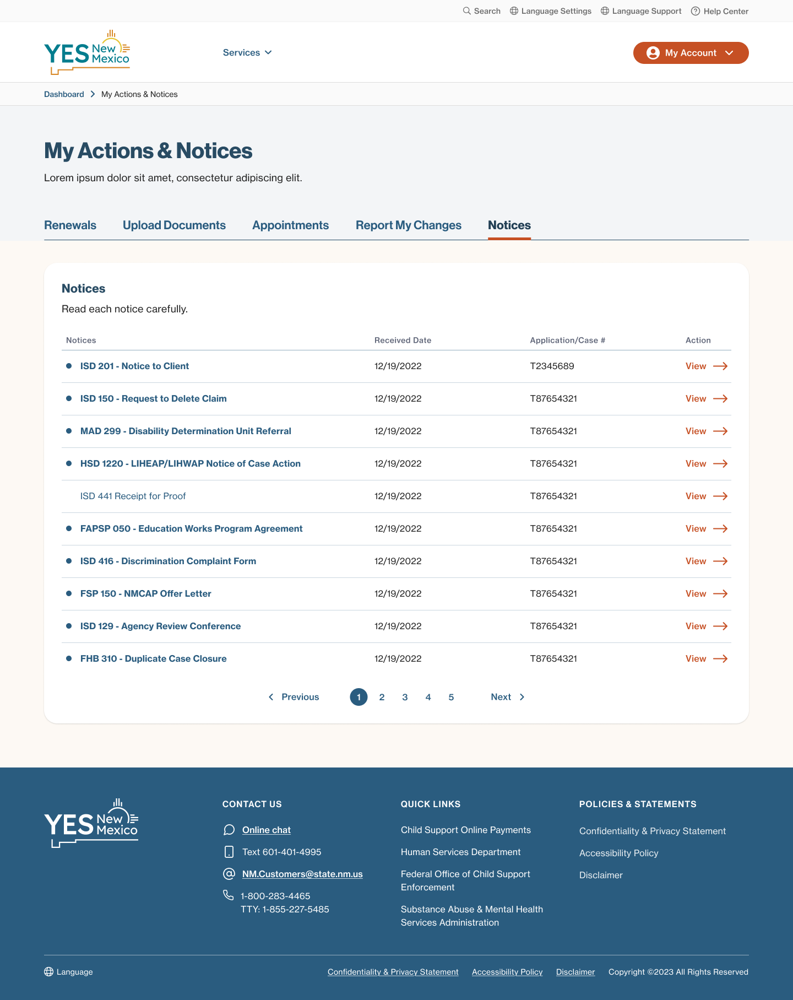 Search Language Settings Language Support Help Center
YES New Mexico
Services
My Account
Dashboard My Actions & Notices
My Actions & Notices
Lorem ipsum dolor sit amet, consectetur adipiscing elit.
Renewals Upload Documents Appointments Report My Changes Notices
Notices
Read each notice carefully.
Notices Received Date Application/Case # Action
ISD 201 - Notice to Client 12/19/2022 T2345689 View
ISD 150 - Request to Delete Claim 12/19/2022 T87654321 View
MAD 299 - Disability Determination Unit Referral 12/19/2022 T87654321 View
HSD 1220 - LIHEAP/LIHWAP Notice of Case Action 12/19/2022 T87654321 View
ISD 441 Receipt for Proof 12/19/2022 T87654321 View
FAPSP 050 - Education Works Program Agreement 12/19/2022 T87654321 View
ISD 416 - Discrimination Complaint Form 12/19/2022 T87654321 View
FSP 150 - NMCAP Offer Letter 12/19/2022 T87654321 View
ISD 129 - Agency Review Conference 12/19/2022 T87654321 View
FHB 310 - Duplicate Case Closure 12/19/2022 T87654321 View
Previous 1 2 3 4 5 Next
YES New Mexico
CONTACT US
Online chat
Text 601-401-4995
NM.Customers@state.nm.us
1-800-283-4465
TTY: 1-855-227-5485
QUICK LINKS
Child Support Online Payments
Human Services Department
Federal Office of Child Support
Enforcement
Substance Abuse & Mental Health
Services Administration
POLICIES & STATEMENTS
Confidentiality & Privacy Statement
Accessibility Policy
Disclaimer
Language
Confidentiality & Privacy Statement Accessibility Policy Disclaimer Copyright ©2023 All Rights Reserved